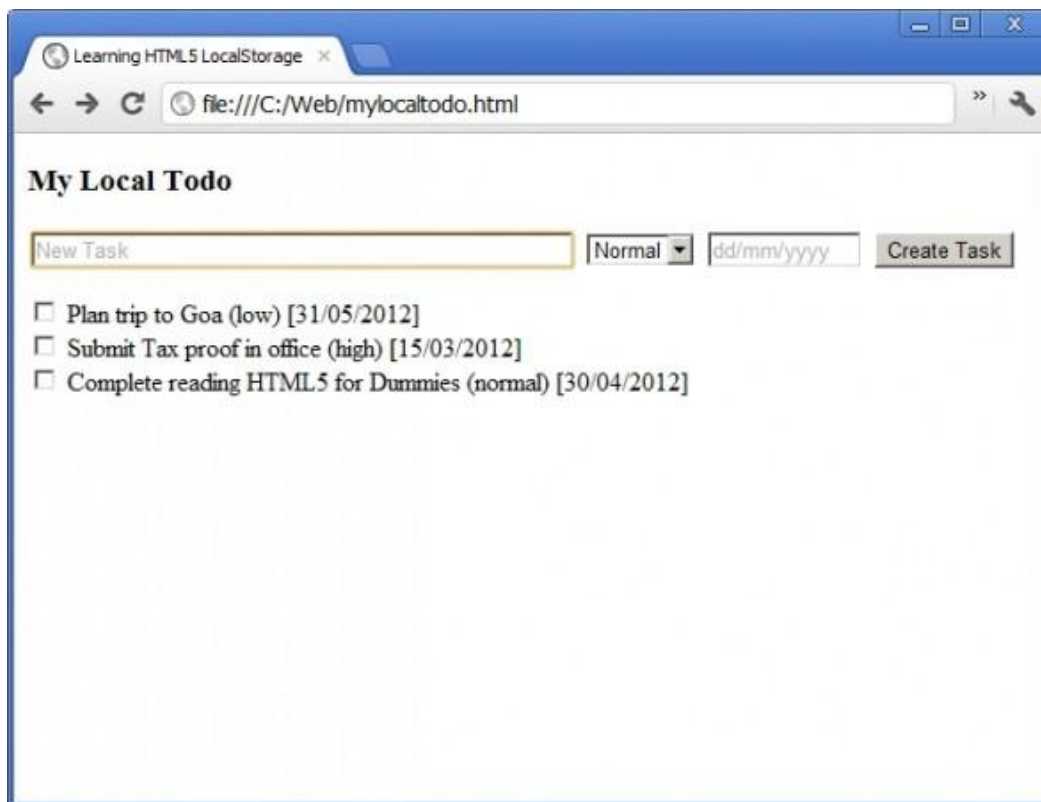 Learning HTML5 LocalStorage
file:///C:/Web/mylocaltodo.html
My Local Todo
New Task Normal dd/mm/yyyy Create Task
Plan trip to Goa (low) [31/05/2012]
Submit Tax proof in office (high) [15/03/2012]
Complete reading HTML5 for Dummies (normal) [30/04/2012]